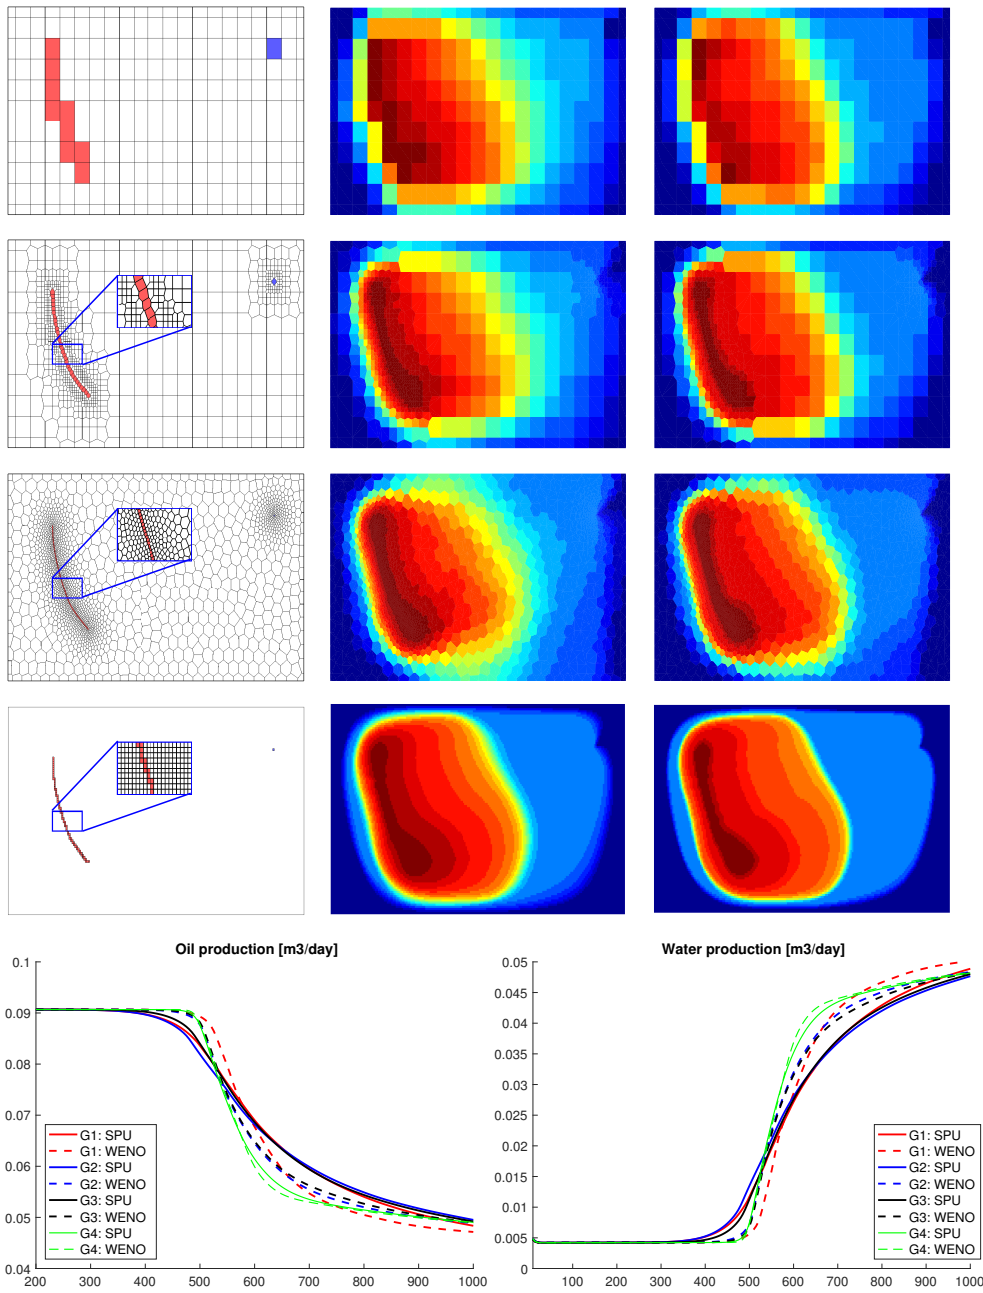 Oil production [m3/day]
0.1
0.09
0.08
0.07
0.06
0.05
0.04
200 300 400 500 600 700 800 900 1000
G1: SPU
G1: WENO
G2: SPU
G2: WENO
G3: SPU
G3: WENO
G4: SPU
G4: WENO
Water production [m3/day]
0.05
0.045
0.04
0.035
0.03
0.025
0.02
0.015
0.01
0.005
0
100 200 300 400 500 600 700 800 900 1000
G1: SPU
G1: WENO
G2: SPU
G2: WENO
G3: SPU
G3: WENO
G4: SPU
G4: WENO